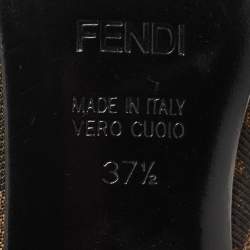 FENDI
MADE IN ITALY
VERO CUOIO
37½